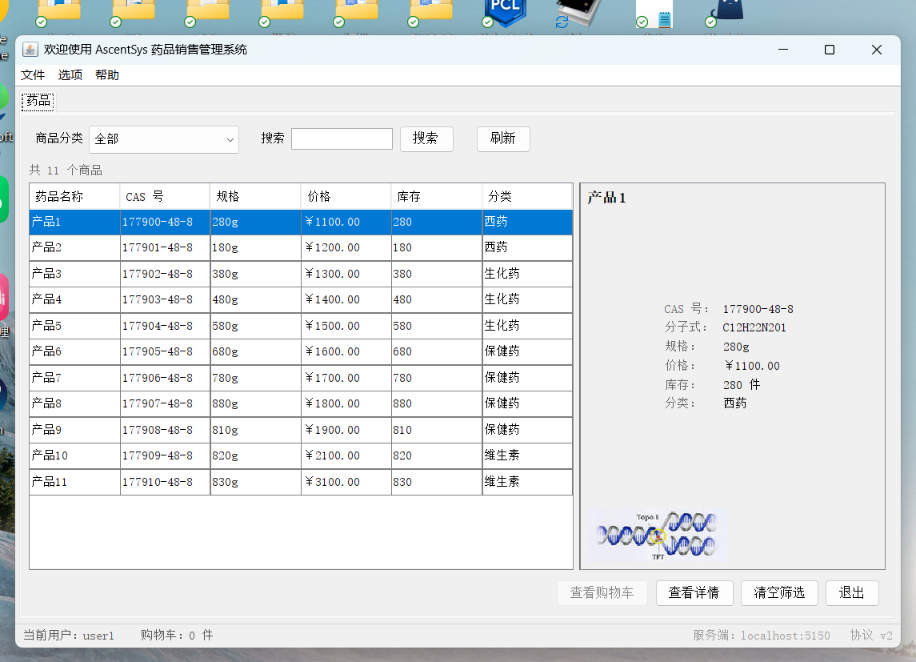 PCL
欢迎使用 AscentSys 药品销售管理系统
文件 选项 帮助
药品
商品分类 全部 搜索 搜索 刷新
共 11 个商品
药品名称 CAS 号 规格 价格 库存 分类
产品1 177900-48-8 280g ￥1100.00 280 西药
产品2 177901-48-8 180g ￥1200.00 180 西药
产品3 177902-48-8 380g ￥1300.00 380 生化药
产品4 177903-48-8 480g ￥1400.00 480 生化药
产品5 177904-48-8 580g ￥1500.00 580 生化药
产品6 177905-48-8 680g ￥1600.00 680 保健药
产品7 177906-48-8 780g ￥1700.00 780 保健药
产品8 177907-48-8 880g ￥1800.00 880 保健药
产品9 177908-48-8 810g ￥1900.00 810 保健药
产品10 177909-48-8 820g ￥2100.00 820 维生素
产品11 177910-48-8 830g ￥3100.00 830 维生素
产品1
CAS 号： 177900-48-8
分子式： C12H22N201
规格： 280g
价格： ￥1100.00
库存： 280 件
分类： 西药
Topo I
TPT
查看购物车 查看详情 清空筛选 退出
当前用户：user1 购物车：0 件 服务端：localhost:5150 协议 v2